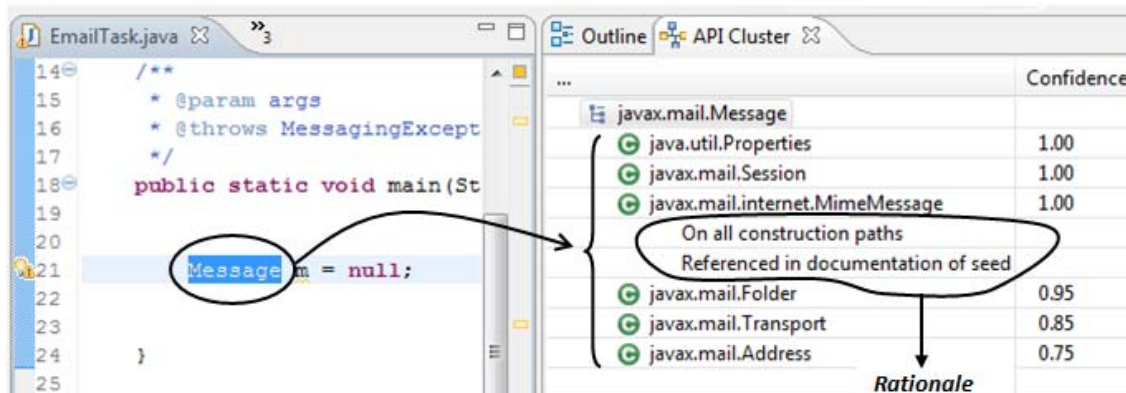 EmailTask.java
»3
14 /**
15 * @param args
16 * @throws MessagingExcept
17 */
18 public static void main(St
19
20
21 Message m = null;
22
23
24 }
25
Outline API Cluster
... Confidence
javax.mail.Message
java.util.Properties 1.00
javax.mail.Session 1.00
javax.mail.internet.MimeMessage 1.00
On all construction paths
Referenced in documentation of seed
javax.mail.Folder 0.95
javax.mail.Transport 0.85
javax.mail.Address 0.75
Rationale